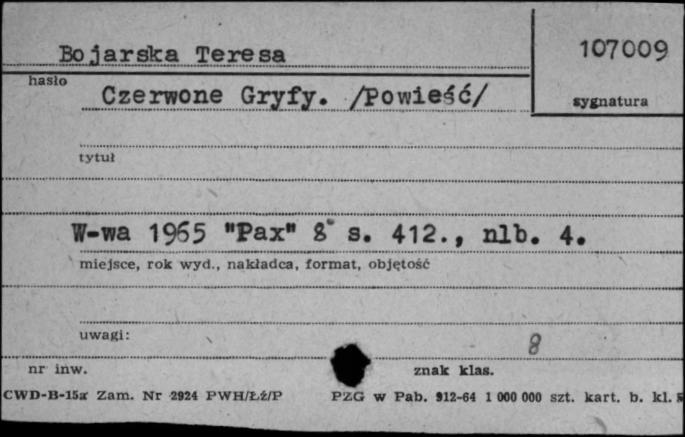 Bojarska Teresa
107009
hasło
Czerwone Gryfy. /Powieść/
sygnatura
tytuł
W-wa 1965 "Pax" 8° s. 412., nlb. 4.
miejsce, rok wyd., nakładca, format, objętość
uwagi:
8
nr inw.
znak klas.
CWD-B-15a Zam. Nr 2924 PWH/Łź/P
PZG w Pab. 912-64 1 000 000 szt. kart. b. kl.